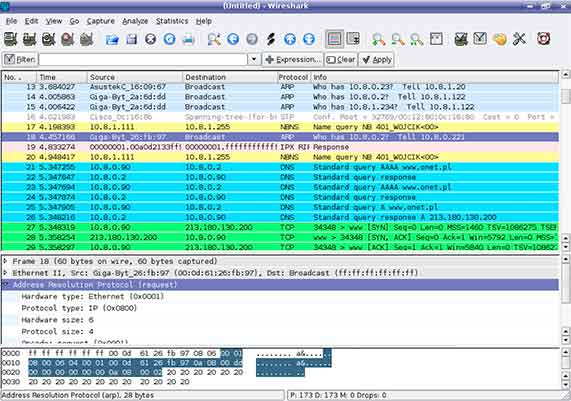 (Untitled) - Wireshark
File Edit View Go Capture Analyze Statistics Help
Filter: Expression... Clear Apply
No. . Time Source Destination Protocol Info
13 3.684027 AsustekC_16:09:67 Broadcast ARP Who has 10.8.0.23? Tell 10.8.1.20
14 4.005863 Giga-Byt_2a:6d:dd Broadcast ARP Who has 10.8.1.23? Tell 10.8.1.122
15 4.006422 Giga-Byt_2a:6d:dd Broadcast ARP Who has 10.8.1.234? Tell 10.8.1.122
16 4.021983 Cisco_0c:16:8b Spanning-tree-(for-b STP Conf. Root = Cost = 0 Port =
17 4.198393 10.8.1.111 10.8.1.255 NBNS Name query NB 401_WOJCIK<00>
18 4.457166 Giga-Byt_26:fb:97 Broadcast ARP Who has 10.8.0.2? Tell 10.8.0.221
19 4.833274 00000001.00a0d2133f 00000001.ffffffffffff IPX RIP Response
20 4.948417 10.8.1.111 10.8.1.255 NBNS Name query NB 401_WOJCIK<00>
21 5.347255 10.8.0.90 10.8.0.2 DNS Standard query AAAA www.onet.pl
22 5.347647 10.8.0.2 10.8.0.90 DNS Standard query response
23 5.347694 10.8.0.90 10.8.0.2 DNS Standard query AAAA www.onet.pl
24 5.347874 10.8.0.2 10.8.0.90 DNS Standard query response
25 5.347905 10.8.0.90 10.8.0.2 DNS Standard query A www.onet.pl
26 5.348216 10.8.0.2 10.8.0.90 DNS Standard query response A 213.180.130.200
27 5.348319 10.8.0.90 213.180.130.200 TCP 34348 > www [SYN] Seq=0 Len=0 MSS=1460 TSV=1086275 TSE
28 5.358254 213.180.130.200 10.8.0.90 TCP www > 34348 [SYN, ACK] Seq=0 Ack=1 Win=5792 Len=0 MSS=
29 5.358297 10.8.0.90 213.180.130.200 TCP 34348 > www [ACK] Seq=1 Ack=1 Win=5840 Len=0
Frame 18 (60 bytes on wire, 60 bytes captured)
Ethernet II, Src: Giga-Byt_26:fb:97 (00:0d:61:26:fb:97), Dst: Broadcast (ff:ff:ff:ff:ff:ff)
Address Resolution Protocol (request)
Hardware type: Ethernet (0x0001)
Protocol type: IP (0x0800)
Hardware size: 6
Protocol size: 4
0000 ff ff ff ff ff ff 00 0d 61 26 fb 97 08 06 00 01 ........ a&......
0010 08 00 06 04 00 01 00 0d 61 26 fb 97 0a 08 00 dd ........ a&......
0020 00 00 00 00 00 00 0a 08 00 02 20 20 20 20 20 20 ........ ..
0030 20 20 20 20 20 20 20 20 20 20 20 20
Address Resolution Protocol (arp), 28 bytes P: 173 D: 173 M: 0 Drops: 0